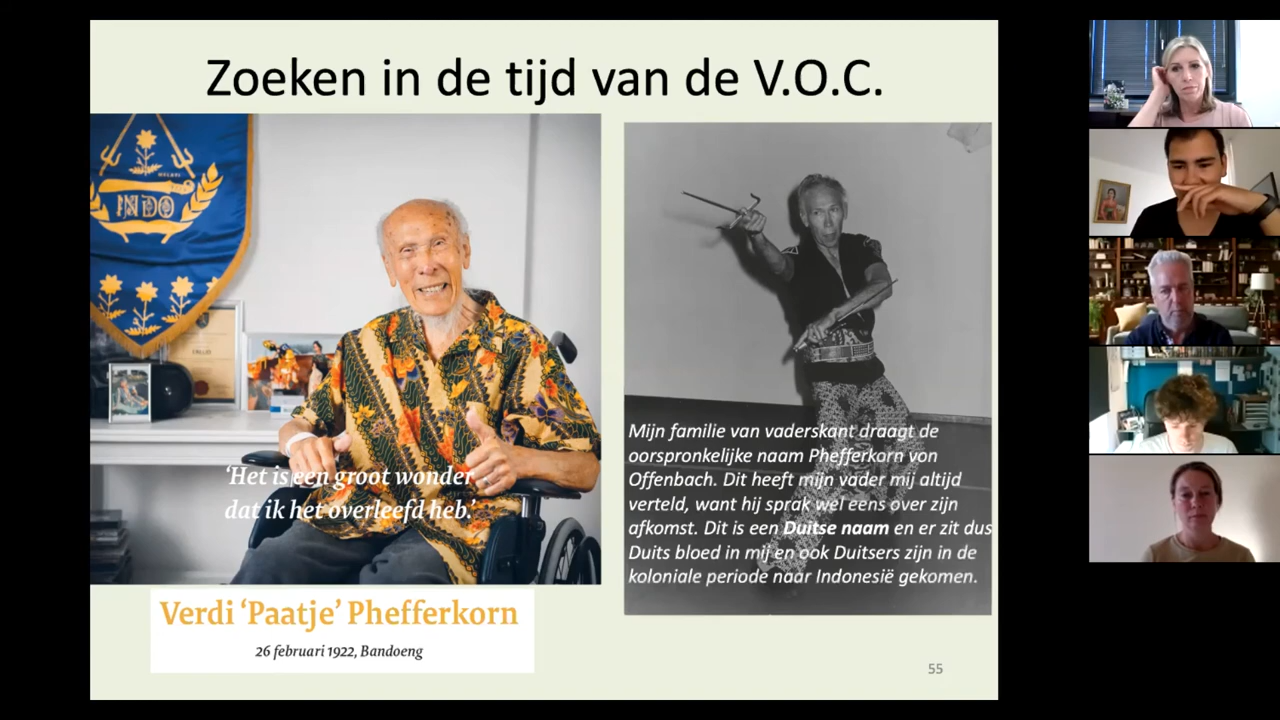 Zoeken in de tijd van de V.O.C.
INDO
'Het is een groot wonder
dat ik het overleefd heb.'
Verdi 'Paatje' Phefferkorn
26 februari 1922, Bandoeng
Mijn familie van vaderskant draagt de
oorspronkelijke naam Phefferkorn von
Offenbach. Dit heeft mijn vader mij altijd
verteld, want hij sprak wel eens over zijn
afkomst. Dit is een Duitse naam en er zit dus
Duits bloed in mij en ook Duitsers zijn in de
koloniale periode naar Indonesië gekomen.
55